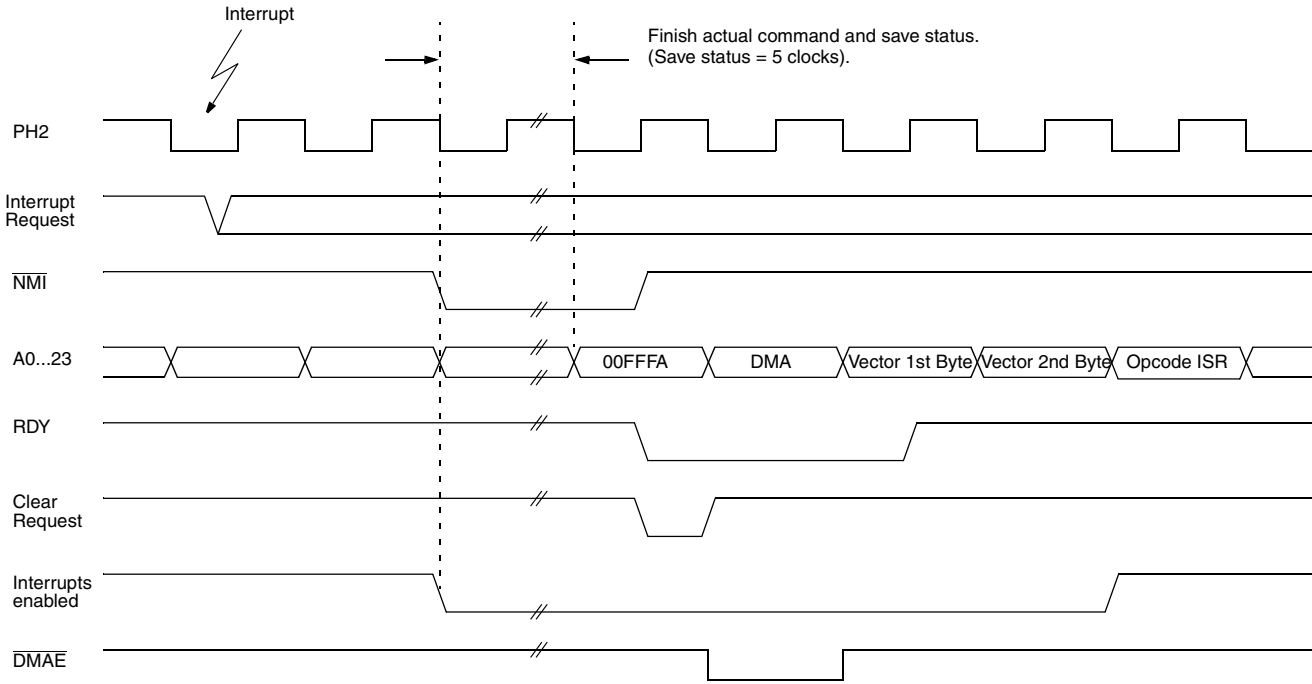 Interrupt
Finish actual command and save status.
(Save status = 5 clocks).
PH2
Interrupt
Request
NMI
A0...23
00FFFA
DMA
Vector 1st Byte
Vector 2nd Byte
Opcode ISR
RDY
Clear
Request
Interrupts
enabled
DMAE